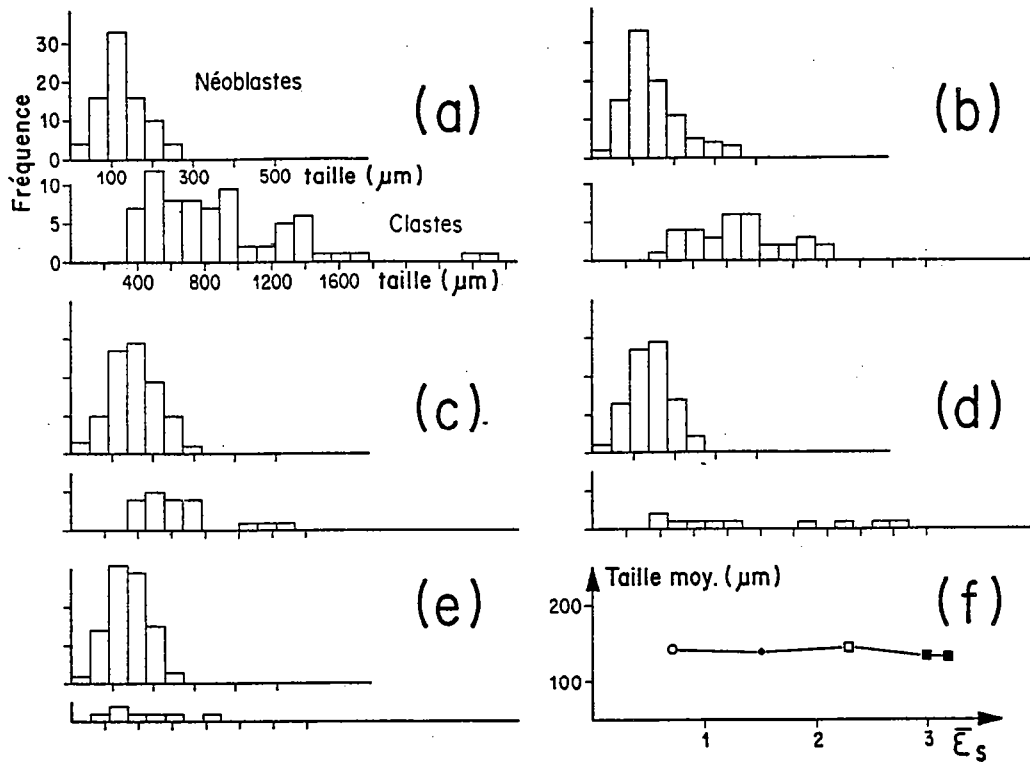 30
20
10
0
Fréquence
Néoblastes
(a)
100 300 500 taille (µm)
10
5
0
Clastes
400 800 1200 1600 taille (µm)
(b)
(c)
(d)
(e)
Taille moy. (µm)
(f)
200
100
1 2 3 ε̄s